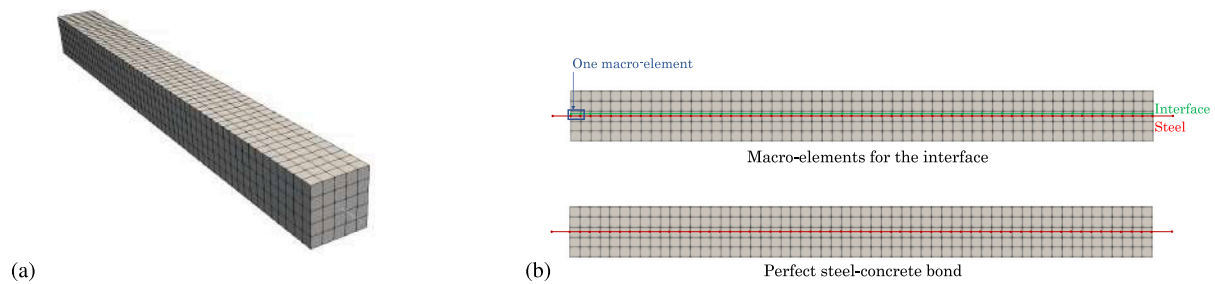 One macro-element
Interface
Steel
Macro-elements for the interface
Perfect steel-concrete bond
(a)
(b)